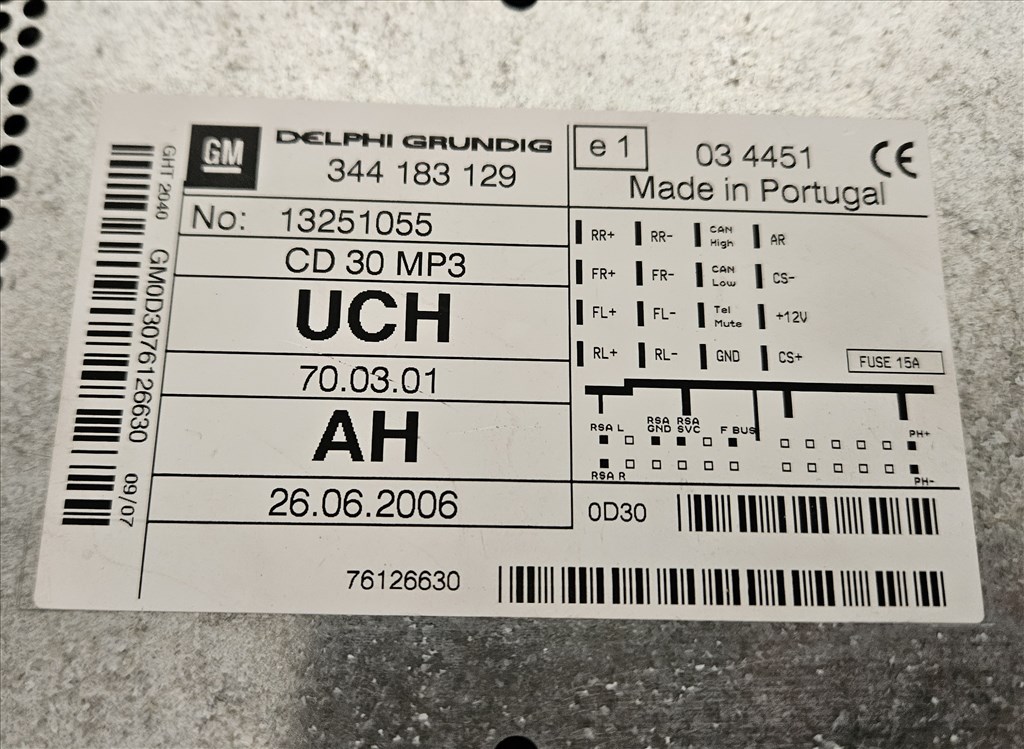 GHT 2040
GM0D3076126630
09/07
GM
DELPHI GRUNDIG
344 183 129
No: 13251055
CD 30 MP3
UCH
70.03.01
AH
26.06.2006
76126630
e 1
03 4451
CE
Made in Portugal
RR+ RR- CAN High AR
FR+ FR- CAN Low CS-
FL+ FL- Tel Mute +12V
RL+ RL- GND CS+
FUSE 15A
RSA L RSA GND RSA SVC F BUS PH+
RSA R PH-
0D30